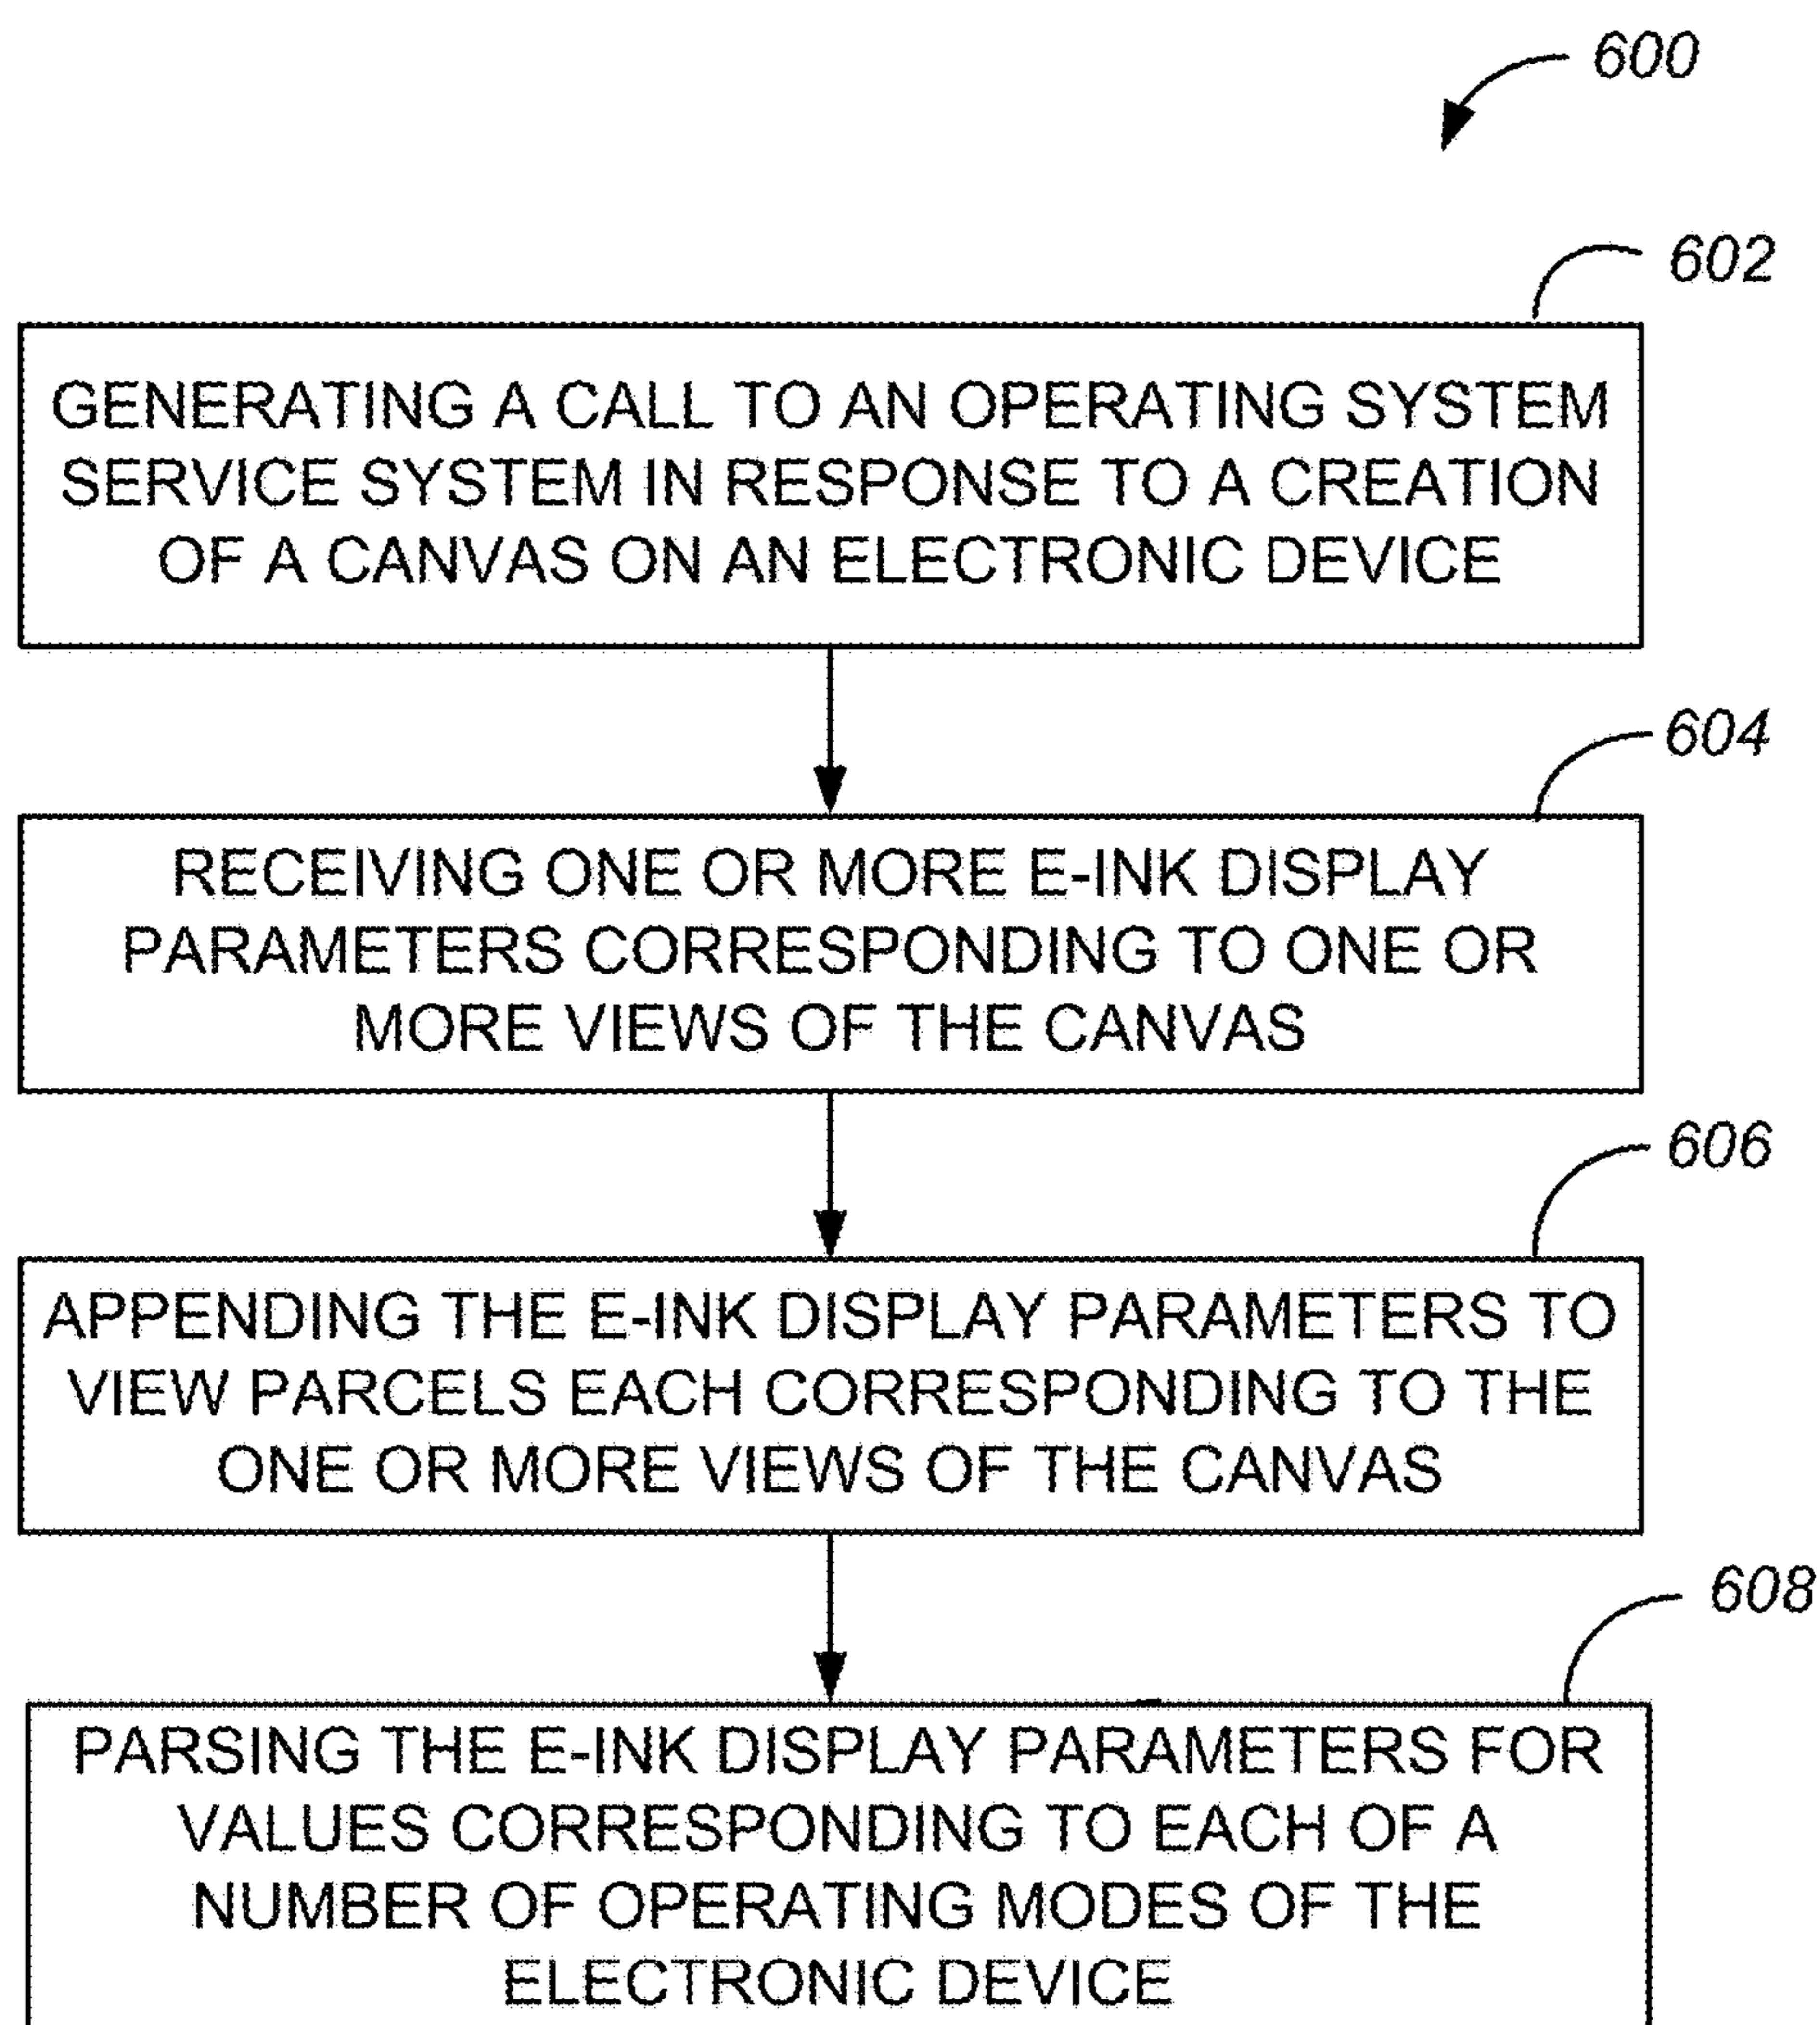 600
602
GENERATING A CALL TO AN OPERATING SYSTEM
SERVICE SYSTEM IN RESPONSE TO A CREATION
OF A CANVAS ON AN ELECTRONIC DEVICE
604
RECEIVING ONE OR MORE E-INK DISPLAY
PARAMETERS CORRESPONDING TO ONE OR
MORE VIEWS OF THE CANVAS
606
APPENDING THE E-INK DISPLAY PARAMETERS TO
VIEW PARCELS EACH CORRESPONDING TO THE
ONE OR MORE VIEWS OF THE CANVAS
608
PARSING THE E-INK DISPLAY PARAMETERS FOR
VALUES CORRESPONDING TO EACH OF A
NUMBER OF OPERATING MODES OF THE
ELECTRONIC DEVICE